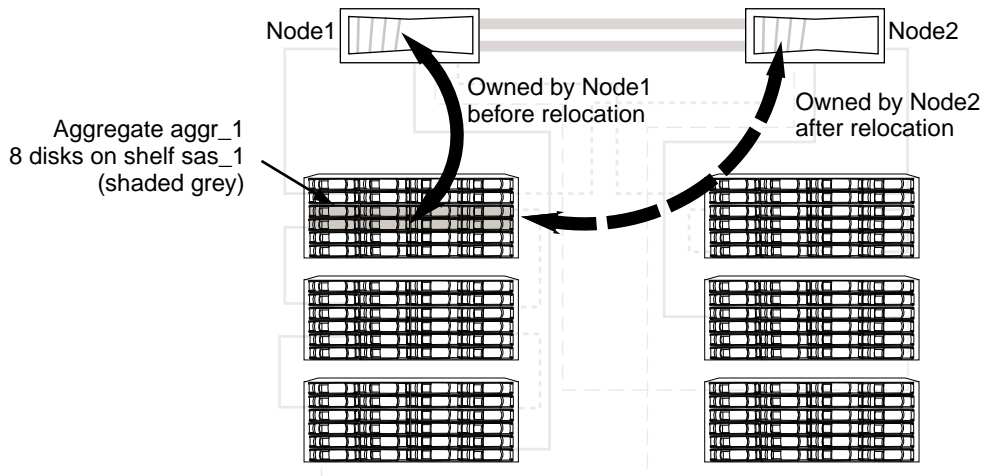 Node1
Node2
Owned by Node1
before relocation
Owned by Node2
after relocation
Aggregate aggr_1
8 disks on shelf sas_1
(shaded grey)